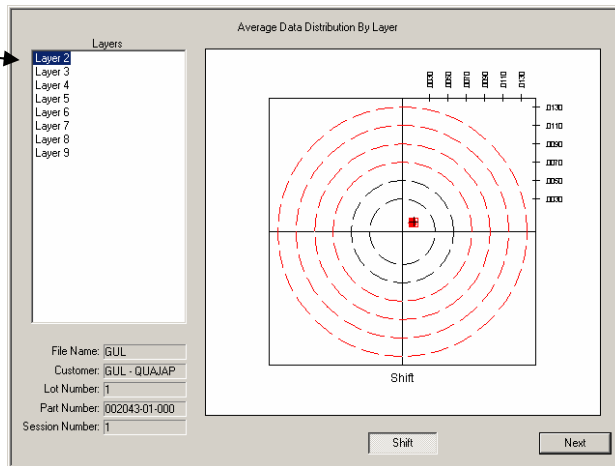 Average Data Distribution By Layer
Layers
Layer 2
Layer 3
Layer 4
Layer 5
Layer 6
Layer 7
Layer 8
Layer 9
.0030 .0050 .0070 .0090 .0110 .0130
.0130
.0110
.0090
.0070
.0050
.0030
Shift
File Name: GUL
Customer: GUL - QUAJAP
Lot Number: 1
Part Number: 002043-01-000
Session Number: 1
Shift
Next